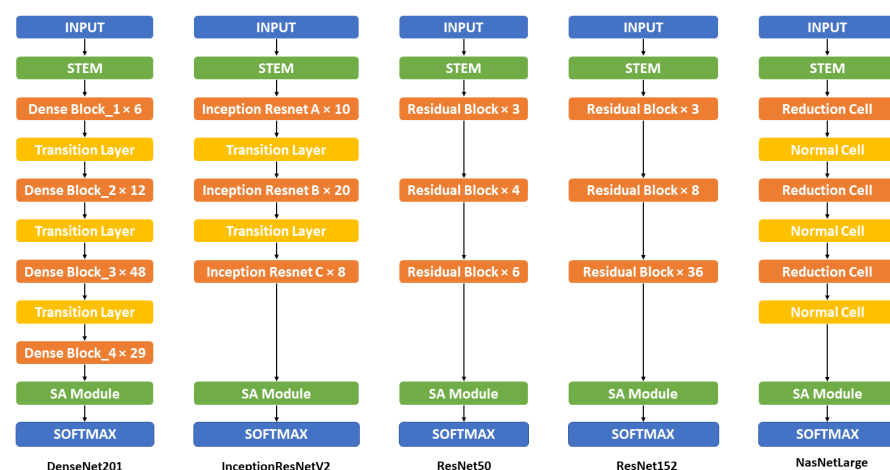 INPUT
STEM
Dense Block_1 × 6
Transition Layer
Dense Block_2 × 12
Transition Layer
Dense Block_3 × 48
Transition Layer
Dense Block_4 × 29
SA Module
SOFTMAX
DenseNet201
INPUT
STEM
Inception Resnet A × 10
Transition Layer
Inception Resnet B × 20
Transition Layer
Inception Resnet C × 8
SA Module
SOFTMAX
InceptionResNetV2
INPUT
STEM
Residual Block × 3
Residual Block × 4
Residual Block × 6
SA Module
SOFTMAX
ResNet50
INPUT
STEM
Residual Block × 3
Residual Block × 8
Residual Block × 36
SA Module
SOFTMAX
ResNet152
INPUT
STEM
Reduction Cell
Normal Cell
Reduction Cell
Normal Cell
Reduction Cell
Normal Cell
SA Module
SOFTMAX
NasNetLarge